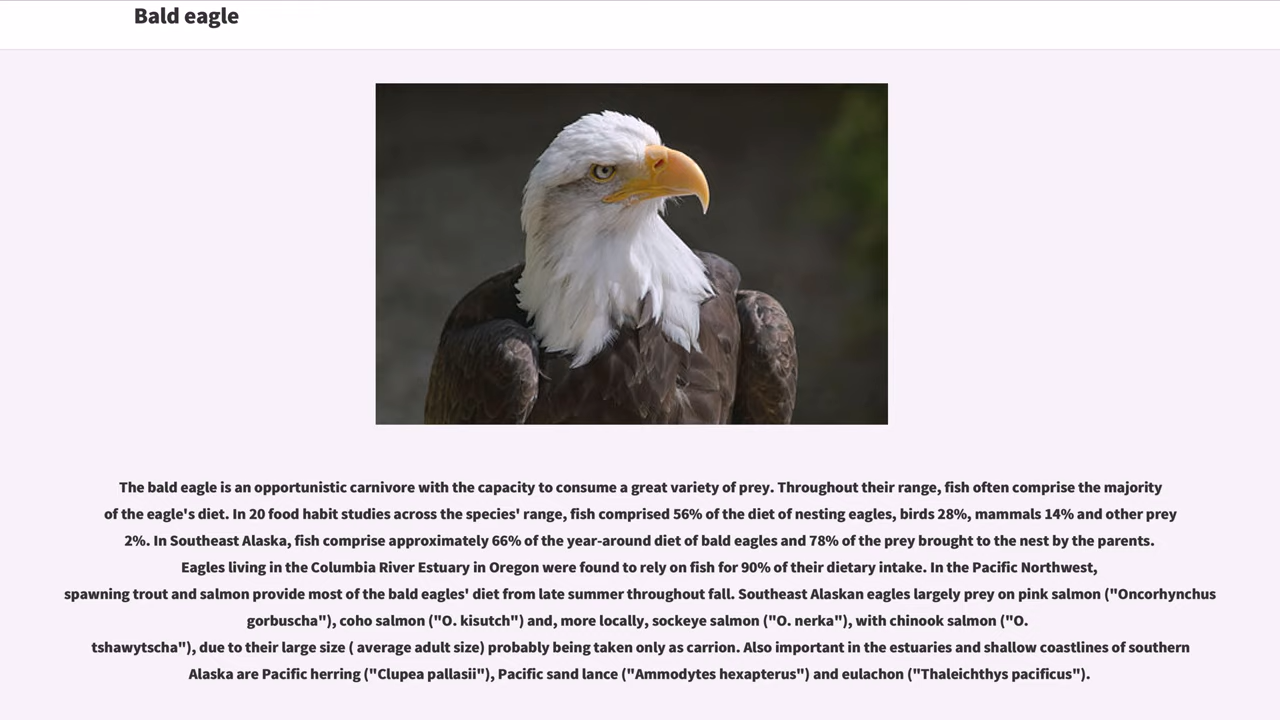 Bald eagle
The bald eagle is an opportunistic carnivore with the capacity to consume a great variety of prey. Throughout their range, fish often comprise the majority
of the eagle's diet. In 20 food habit studies across the species' range, fish comprised 56% of the diet of nesting eagles, birds 28%, mammals 14% and other prey
2%. In Southeast Alaska, fish comprise approximately 66% of the year-around diet of bald eagles and 78% of the prey brought to the nest by the parents.
Eagles living in the Columbia River Estuary in Oregon were found to rely on fish for 90% of their dietary intake. In the Pacific Northwest,
spawning trout and salmon provide most of the bald eagles' diet from late summer throughout fall. Southeast Alaskan eagles largely prey on pink salmon ("Oncorhynchus
gorbuscha"), coho salmon ("O. kisutch") and, more locally, sockeye salmon ("O. nerka"), with chinook salmon ("O.
tshawytscha"), due to their large size ( average adult size) probably being taken only as carrion. Also important in the estuaries and shallow coastlines of southern
Alaska are Pacific herring ("Clupea pallasii"), Pacific sand lance ("Ammodytes hexapterus") and eulachon ("Thaleichthys pacificus").